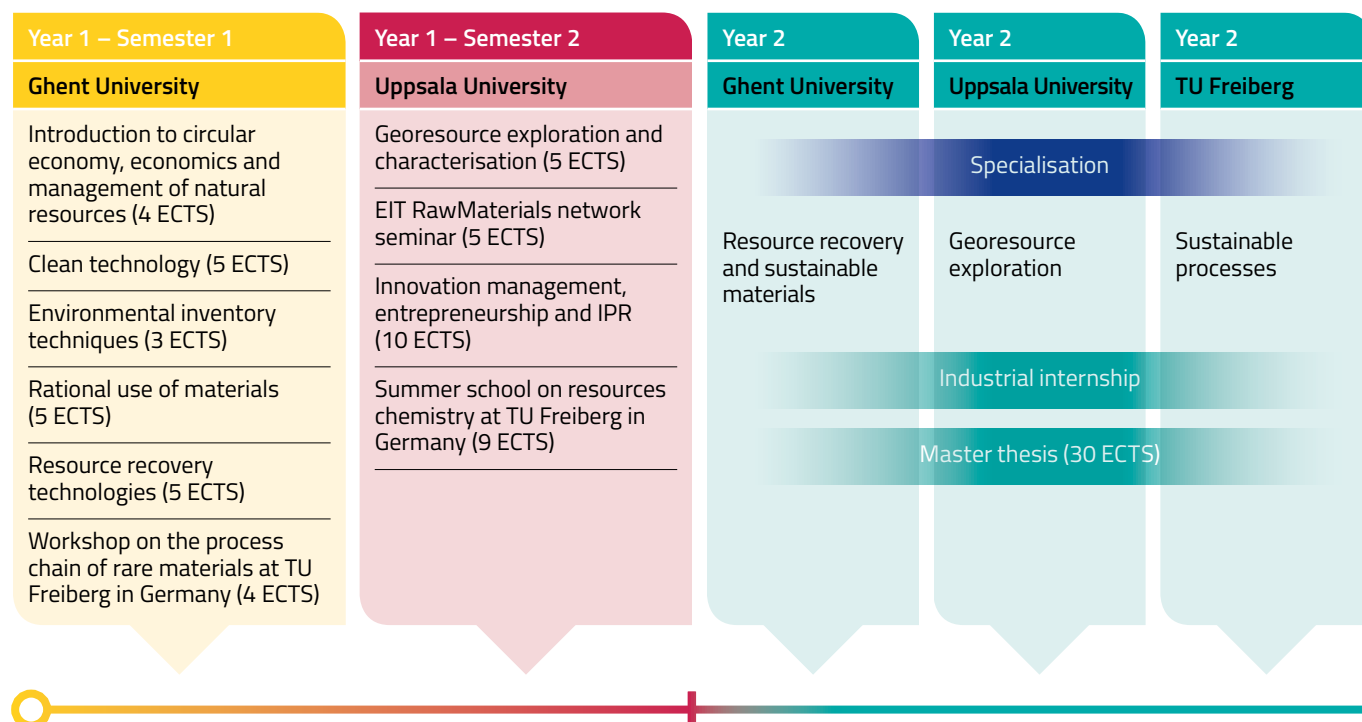 Year 1 – Semester 1
Ghent University
Introduction to circular
economy, economics and
management of natural
resources (4 ECTS)
Clean technology (5 ECTS)
Environmental inventory
techniques (3 ECTS)
Rational use of materials
(5 ECTS)
Resource recovery
technologies (5 ECTS)
Workshop on the process
chain of rare materials at TU
Freiberg in Germany (4 ECTS)
Year 1 – Semester 2
Uppsala University
Georesource exploration and
characterisation (5 ECTS)
EIT RawMaterials network
seminar (5 ECTS)
Innovation management,
entrepreneurship and IPR
(10 ECTS)
Summer school on resources
chemistry at TU Freiberg in
Germany (9 ECTS)
Year 2
Ghent University
Year 2
Uppsala University
Year 2
TU Freiberg
Specialisation
Resource recovery
and sustainable
materials
Georesource
exploration
Sustainable
processes
Industrial internship
Master thesis (30 ECTS)